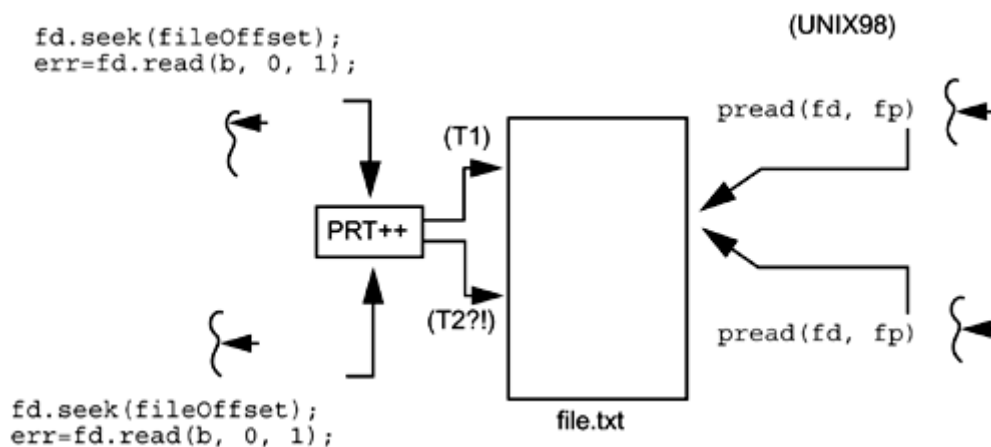 (UNIX98)
fd.seek(fileOffset);
err=fd.read(b, 0, 1);
pread(fd, fp)
(T1)
PRT++
(T2?!)
pread(fd, fp)
fd.seek(fileOffset);
err=fd.read(b, 0, 1);
file.txt